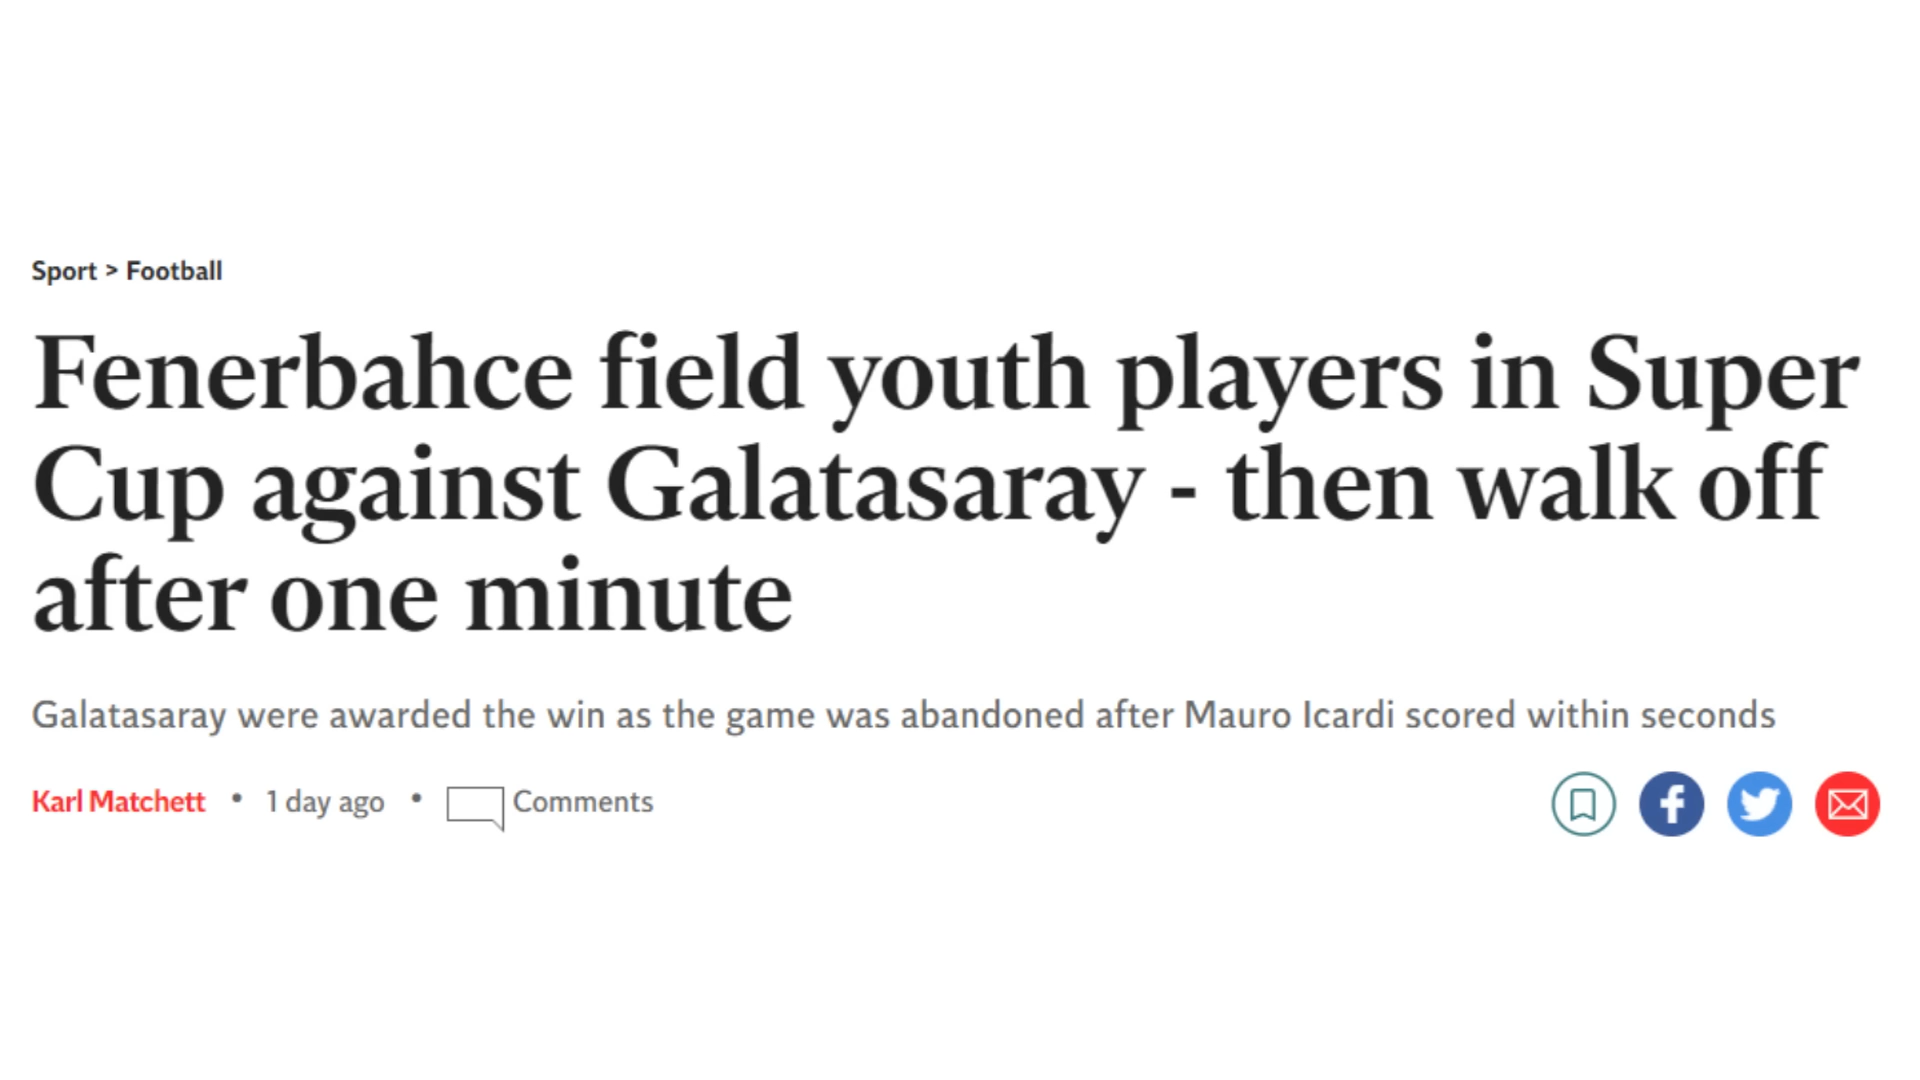 Sport > Football
Fenerbahce field youth players in Super
Cup against Galatasaray - then walk off
after one minute
Galatasaray were awarded the win as the game was abandoned after Mauro Icardi scored within seconds
Karl Matchett • 1 day ago • Comments